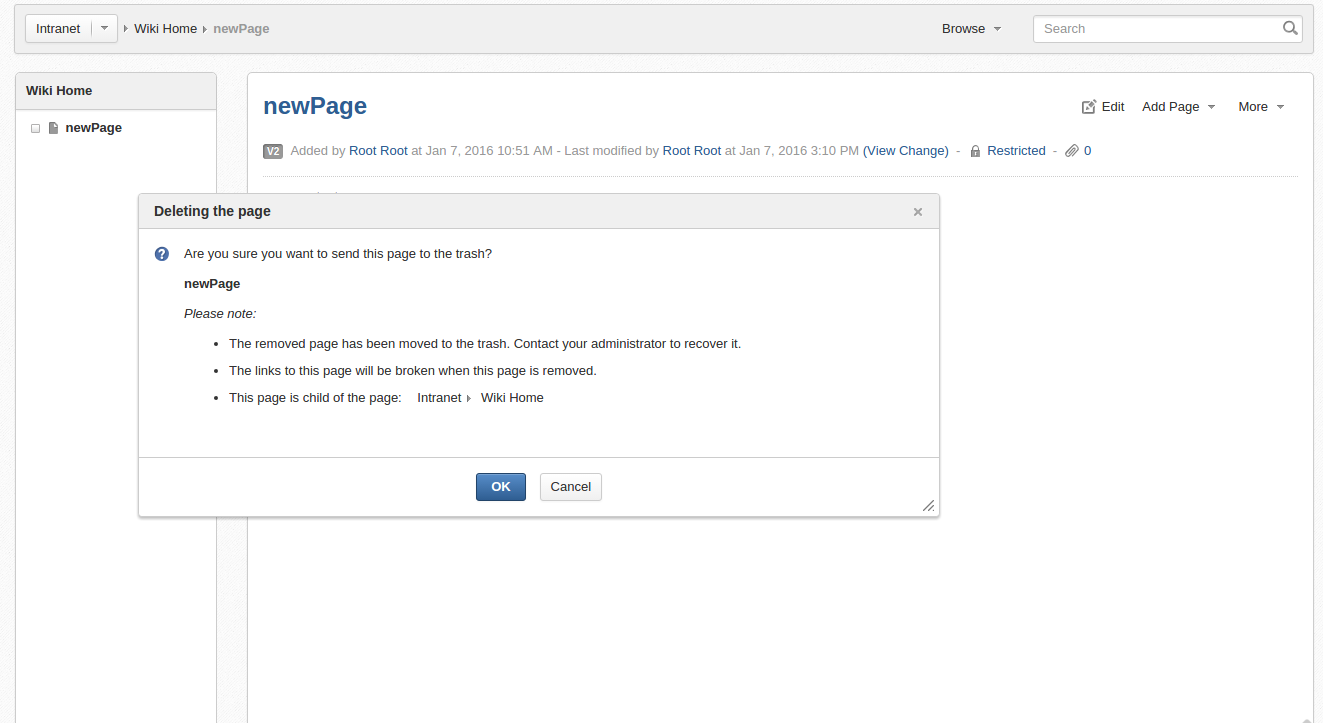 Intranet Wiki Home newPage Browse Search
Wiki Home
newPage
newPage Edit Add Page More
V2 Added by Root Root at Jan 7, 2016 10:51 AM - Last modified by Root Root at Jan 7, 2016 3:10 PM (View Change) - Restricted - 0
Deleting the page
Are you sure you want to send this page to the trash?
newPage
Please note:
• The removed page has been moved to the trash. Contact your administrator to recover it.
• The links to this page will be broken when this page is removed.
• This page is child of the page: Intranet Wiki Home
OK Cancel